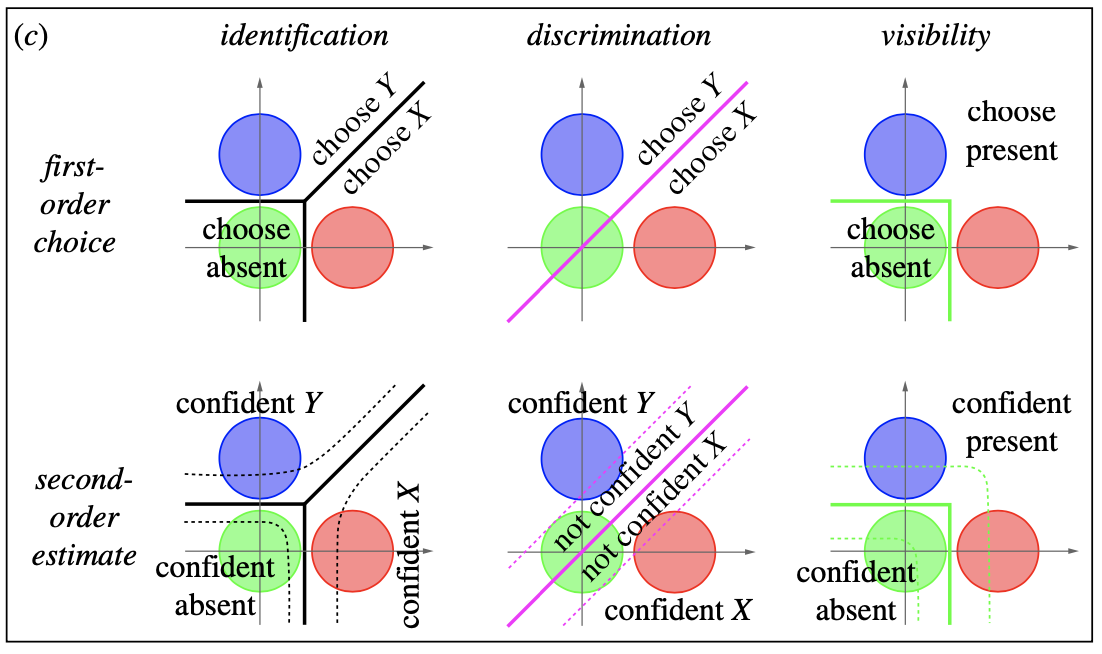 (c)
identification
discrimination
visibility
first-
order
choice
choose Y
choose X
choose
absent
choose Y
choose X
choose
present
choose
absent
second-
order
estimate
confident Y
confident
absent
confident X
confident Y
not confident Y
not confident X
confident X
confident
present
confident
absent